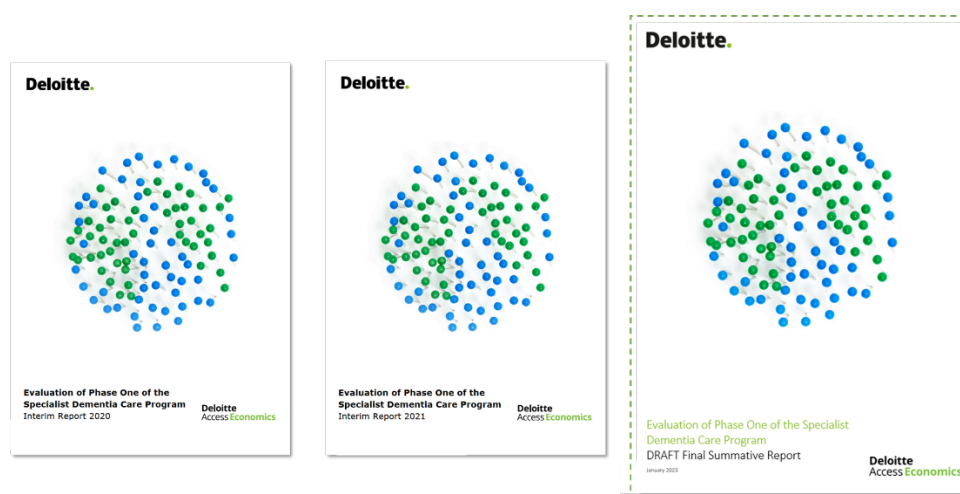 Deloitte.
Evaluation of Phase One of the
Specialist Dementia Care Program
Interim Report 2020
Deloitte
Access Economics
Deloitte.
Evaluation of Phase One of the
Specialist Dementia Care Program
Interim Report 2021
Deloitte
Access Economics
Deloitte.
Evaluation of Phase One of the Specialist
Dementia Care Program
DRAFT Final Summative Report
January 2023
Deloitte
Access Economics